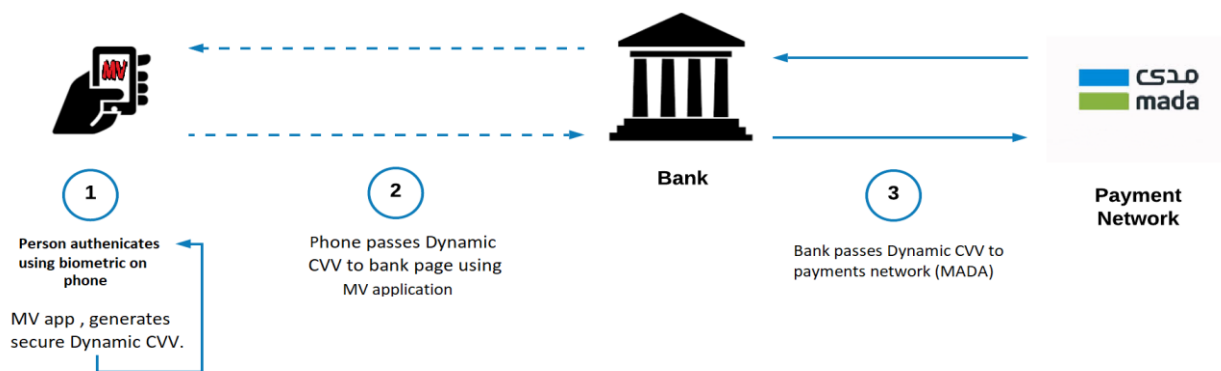 MV
مدى
mada
Bank
Payment
Network
1
Person authenicates
using biometric on
phone
MV app , generates
secure Dynamic CVV.
2
Phone passes Dynamic
CVV to bank page using
MV application
3
Bank passes Dynamic CVV to
payments network (MADA)